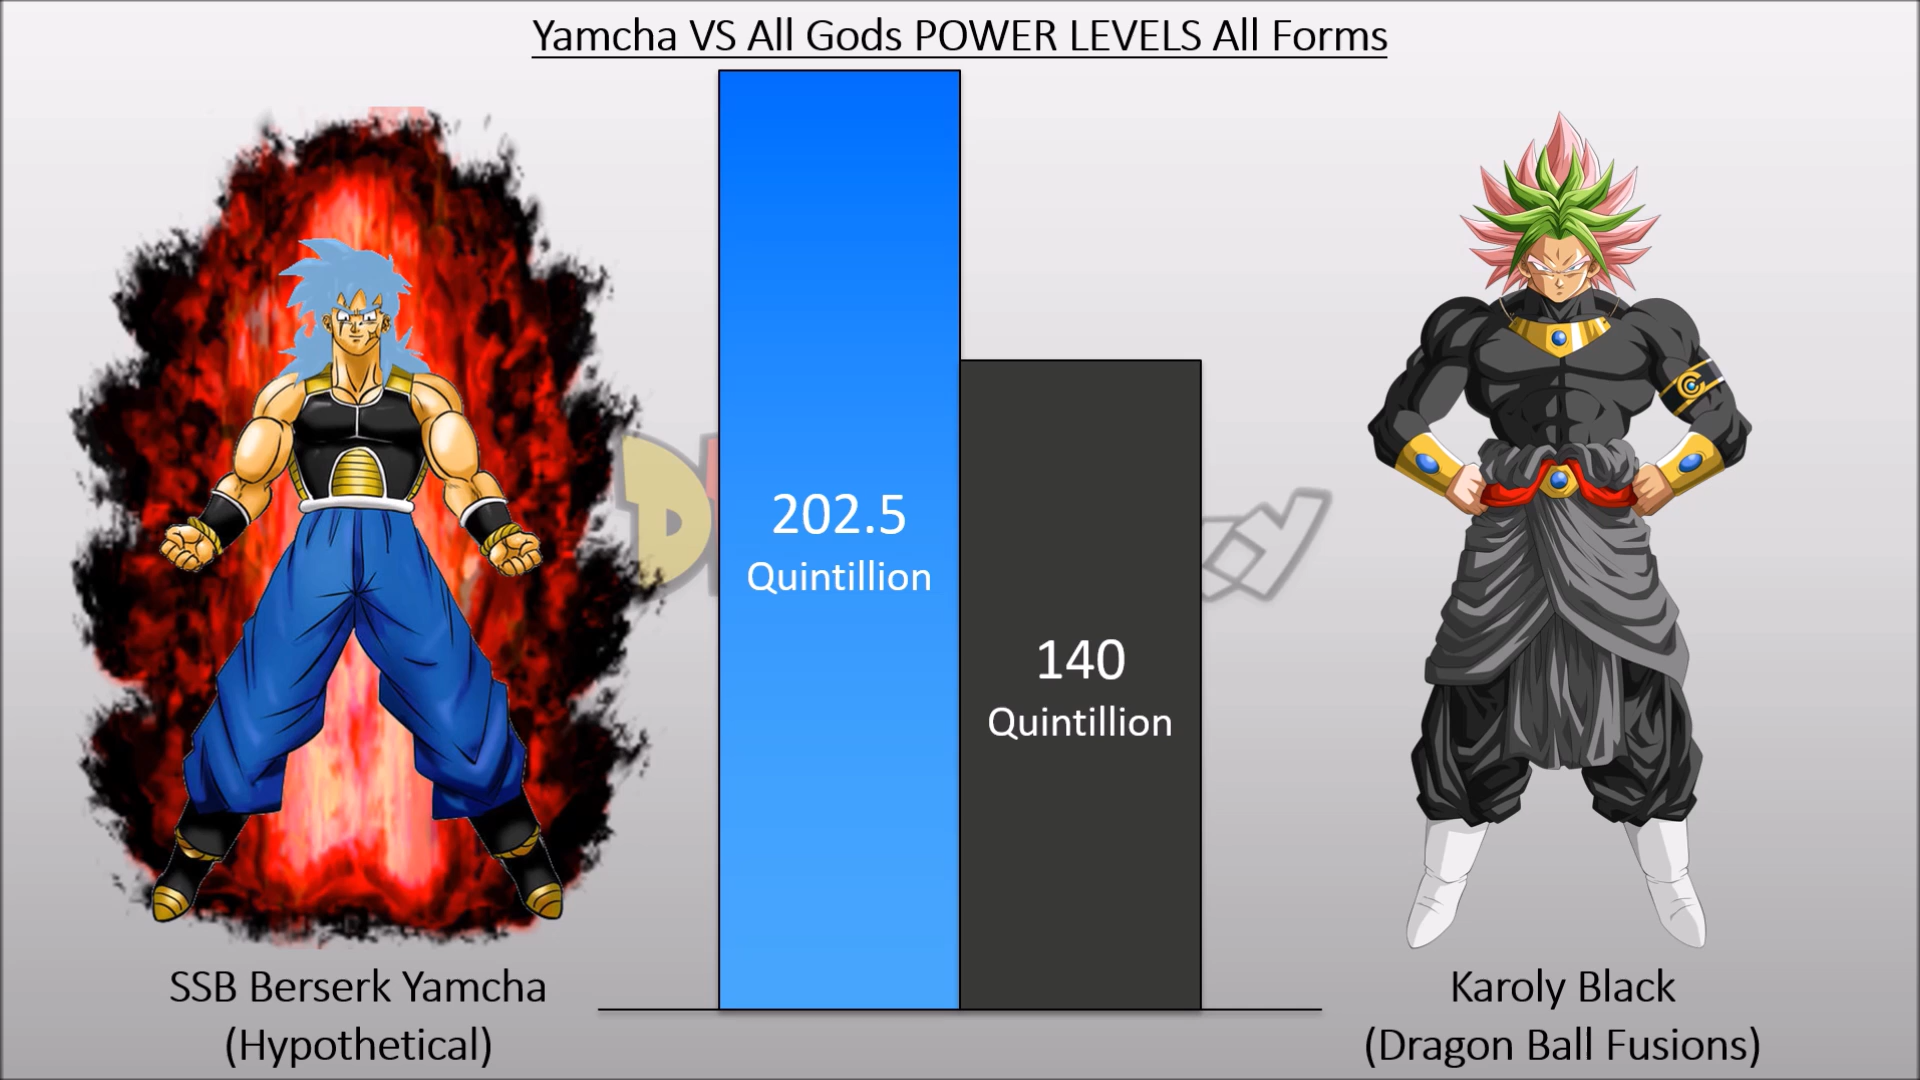 Yamcha VS All Gods POWER LEVELS All Forms
202.5
Quintillion
140
Quintillion
SSB Berserk Yamcha
(Hypothetical)
Karoly Black
(Dragon Ball Fusions)